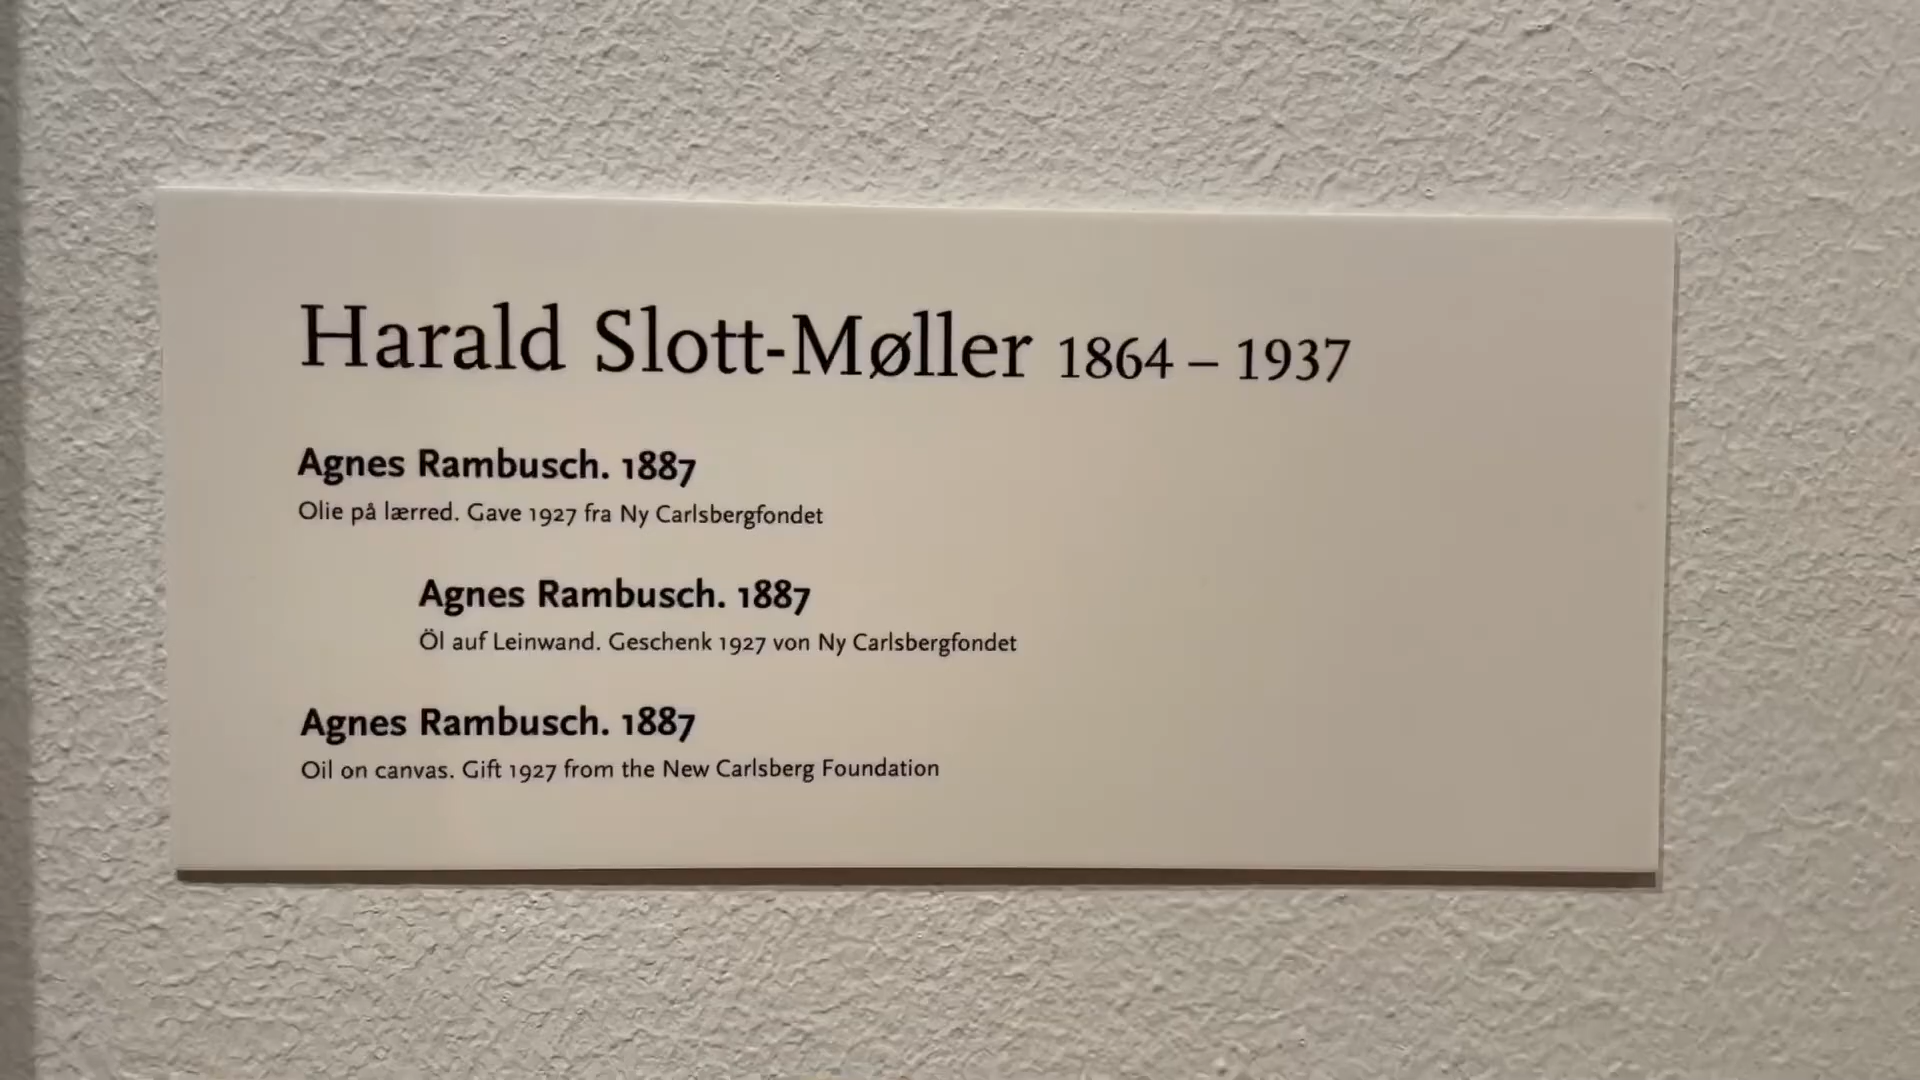 Harald Slott-Møller 1864 – 1937
Agnes Rambusch. 1887
Olie på lærred. Gave 1927 fra Ny Carlsbergfondet
Agnes Rambusch. 1887
Öl auf Leinwand. Geschenk 1927 von Ny Carlsbergfondet
Agnes Rambusch. 1887
Oil on canvas. Gift 1927 from the New Carlsberg Foundation